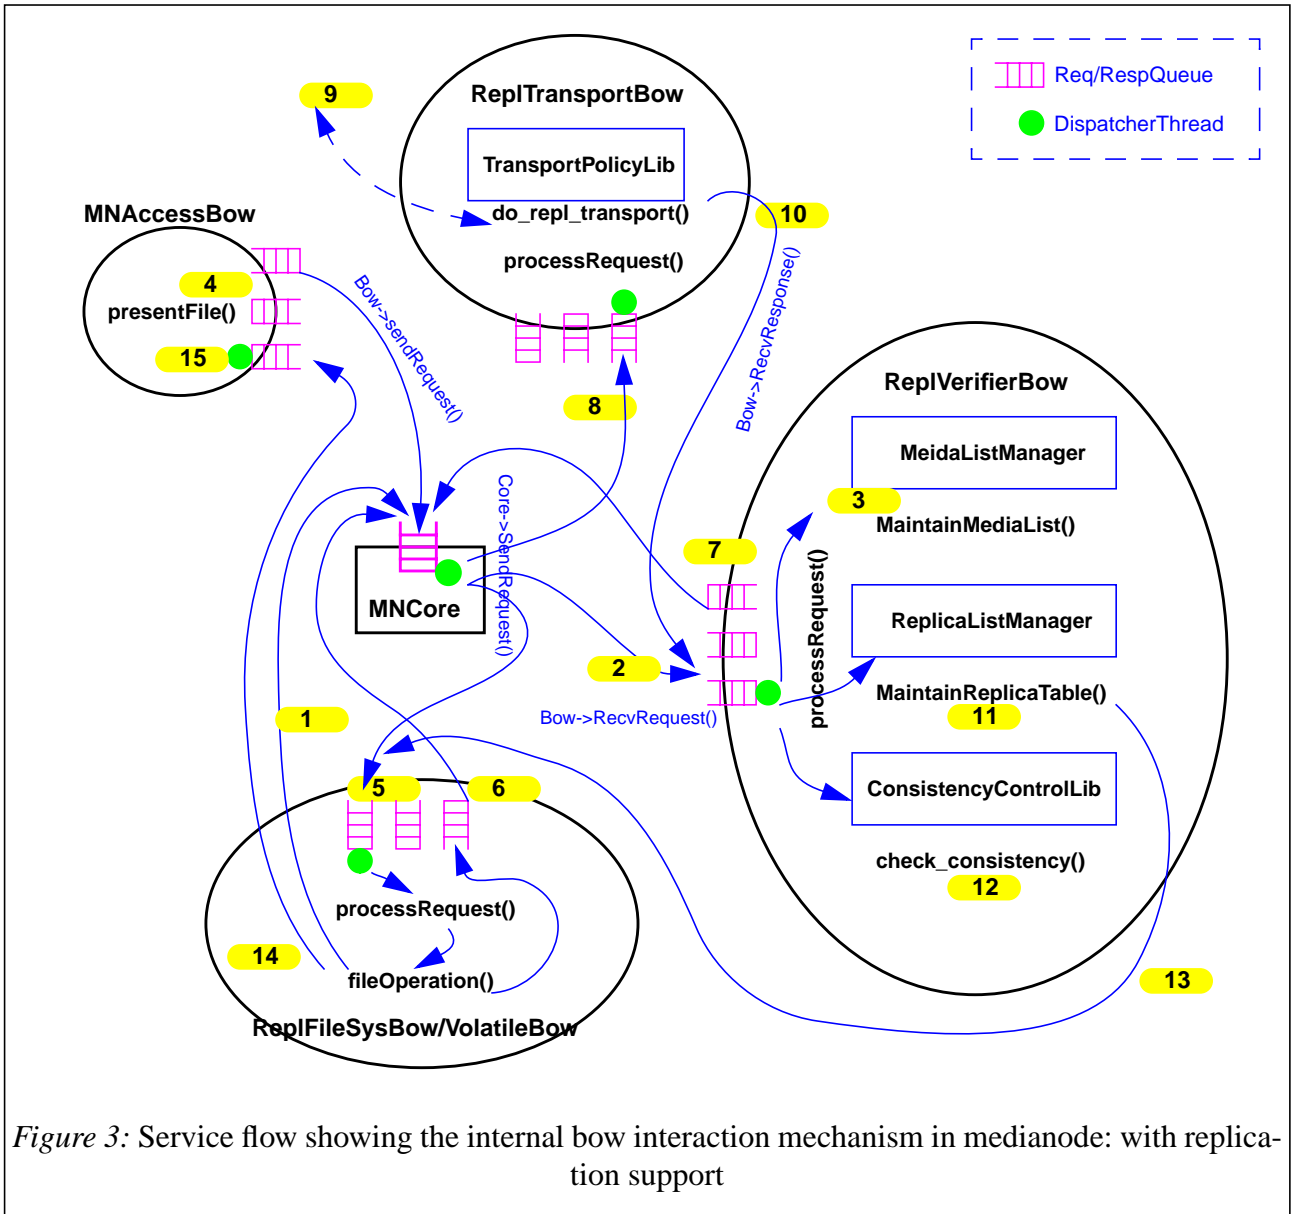 9
ReplTransportBow
Req/RespQueue
DispatcherThread
TransportPolicyLib
do_repl_transport()
processRequest()
10
MNAccessBow
4
presentFile()
15
Bow->sendRequest()
Bow->RecvResponse()
8
ReplVerifierBow
MeidaListManager
3
MaintainMediaList()
Core->SendRequest()
7
processRequest()
MNCore
ReplicaListManager
2
MaintainReplicaTable()
11
Bow->RecvRequest()
1
ConsistencyControlLib
5
6
check_consistency()
12
processRequest()
14
fileOperation()
13
ReplFileSysBow/VolatileBow
Figure 3: Service flow showing the internal bow interaction mechanism in medianode: with replica-
tion support